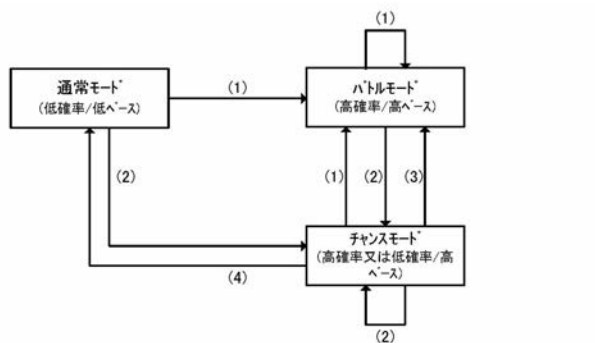 (1)
通常モード
(低確率/低ベース)
(1)
バトルモード
(高確率/高ベース)
(2)
(1)
(2)
(3)
チャンスモード
(高確率又は低確率/高
ベース)
(4)
(2)